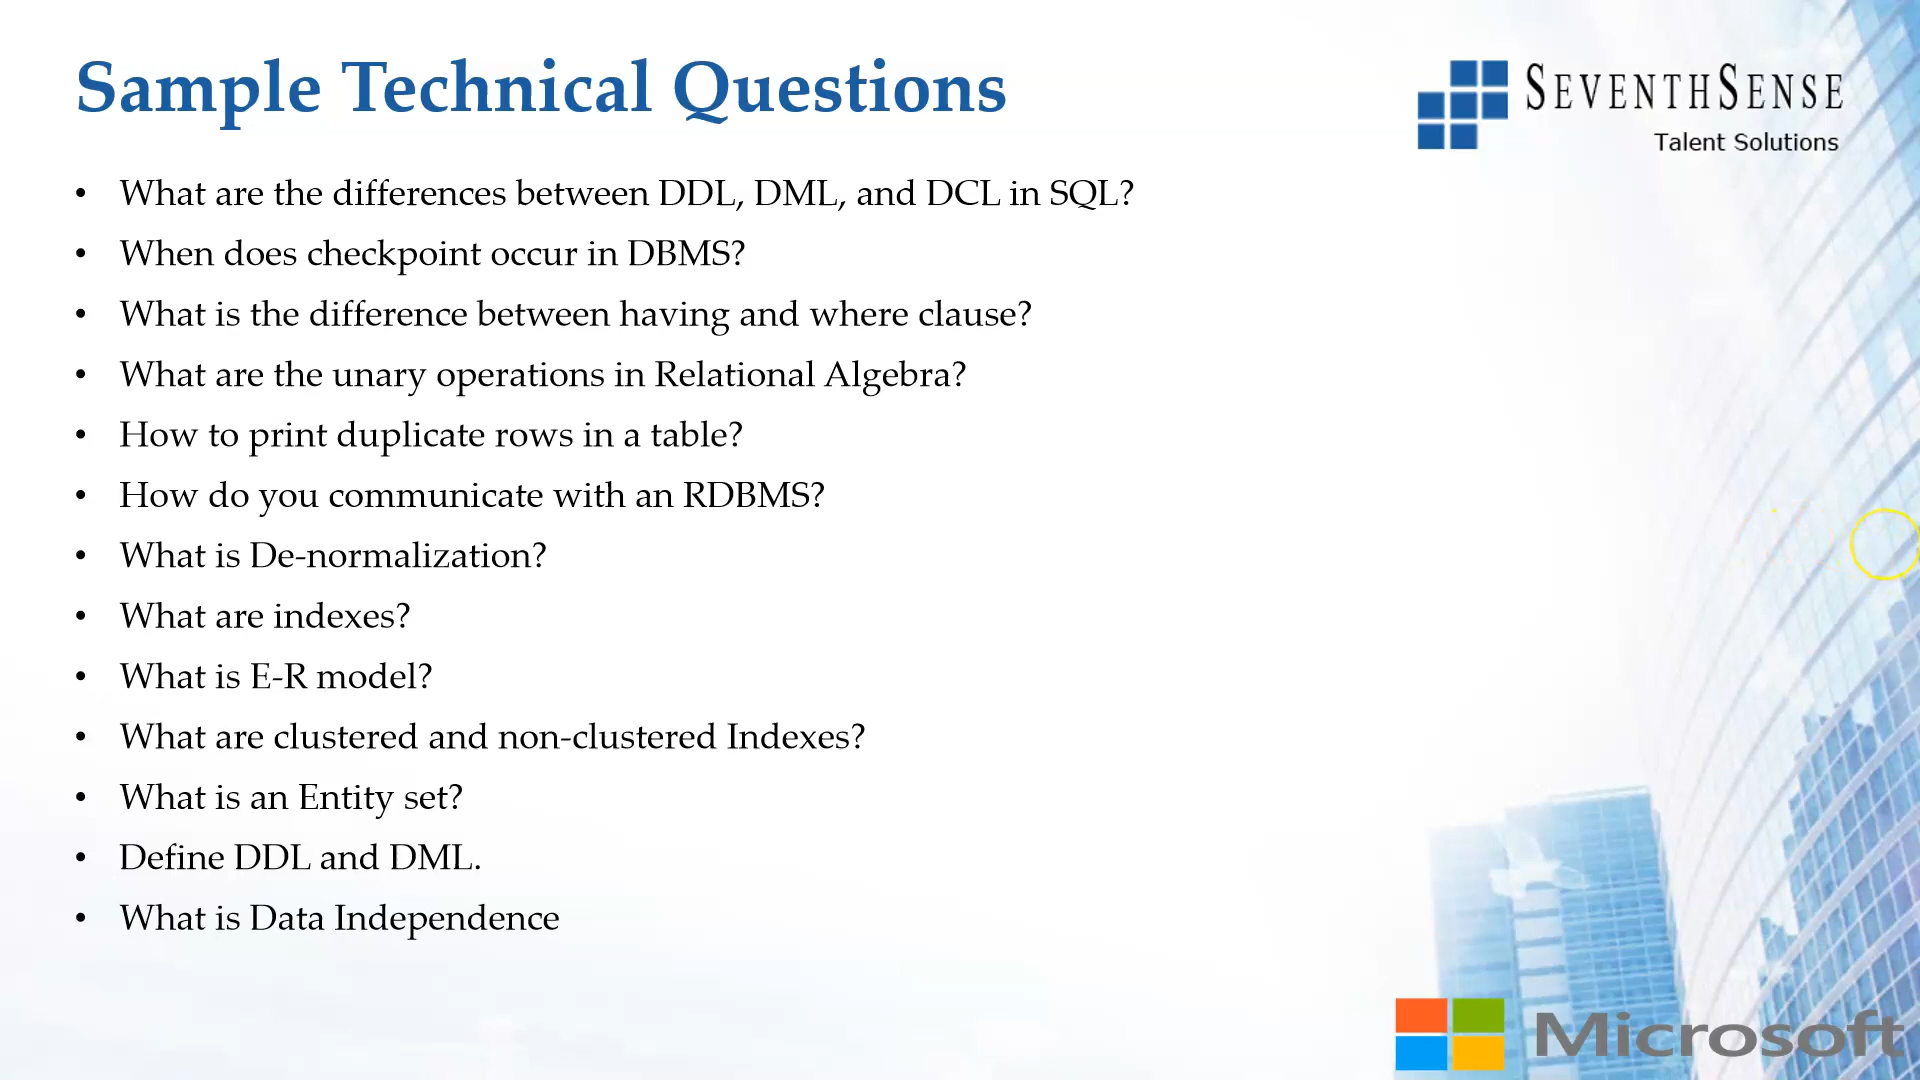 Sample Technical Questions
SEVENTHSENSE
Talent Solutions
• What are the differences between DDL, DML, and DCL in SQL?
• When does checkpoint occur in DBMS?
• What is the difference between having and where clause?
• What are the unary operations in Relational Algebra?
• How to print duplicate rows in a table?
• How do you communicate with an RDBMS?
• What is De-normalization?
• What are indexes?
• What is E-R model?
• What are clustered and non-clustered Indexes?
• What is an Entity set?
• Define DDL and DML.
• What is Data Independence
Microsoft